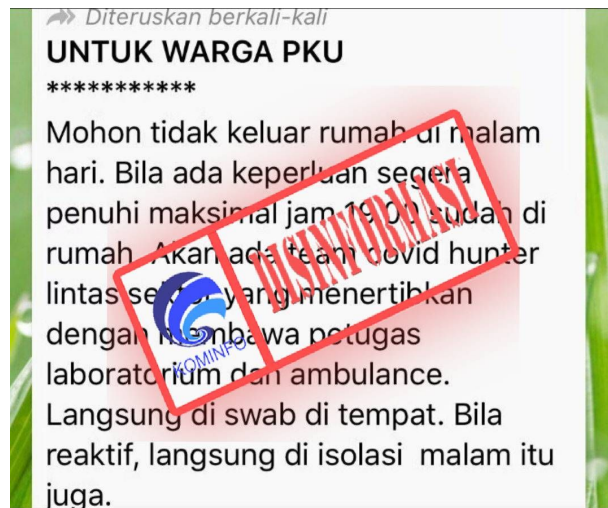 Diteruskan berkali-kali
UNTUK WARGA PKU
***********
Mohon tidak keluar rumah di malam
hari. Bila ada keperluan segera
penuhi maksimal jam 19.00 sudah di
rumah. Akan ada team covid hunter
lintas sektor yang menertibkan
dengan membawa petugas
laboratorium dan ambulance.
Langsung di swab di tempat. Bila
reaktif, langsung di isolasi malam itu
juga.
DISINFORMASI
KOMINFO